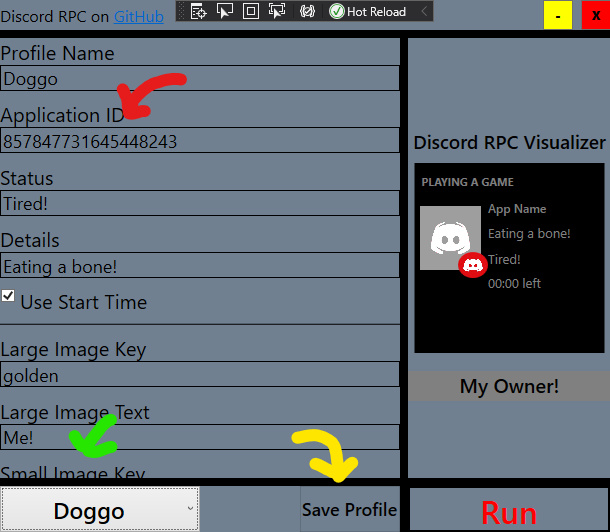 Discord RPC on GitHub
Hot Reload
-
x
Profile Name
Doggo
Application ID
857847731645448243
Status
Tired!
Details
Eating a bone!
Use Start Time
Large Image Key
golden
Large Image Text
Me!
Small Image Key
Doggo
Save Profile
Discord RPC Visualizer
PLAYING A GAME
App Name
Eating a bone!
Tired!
00:00 left
My Owner!
Run